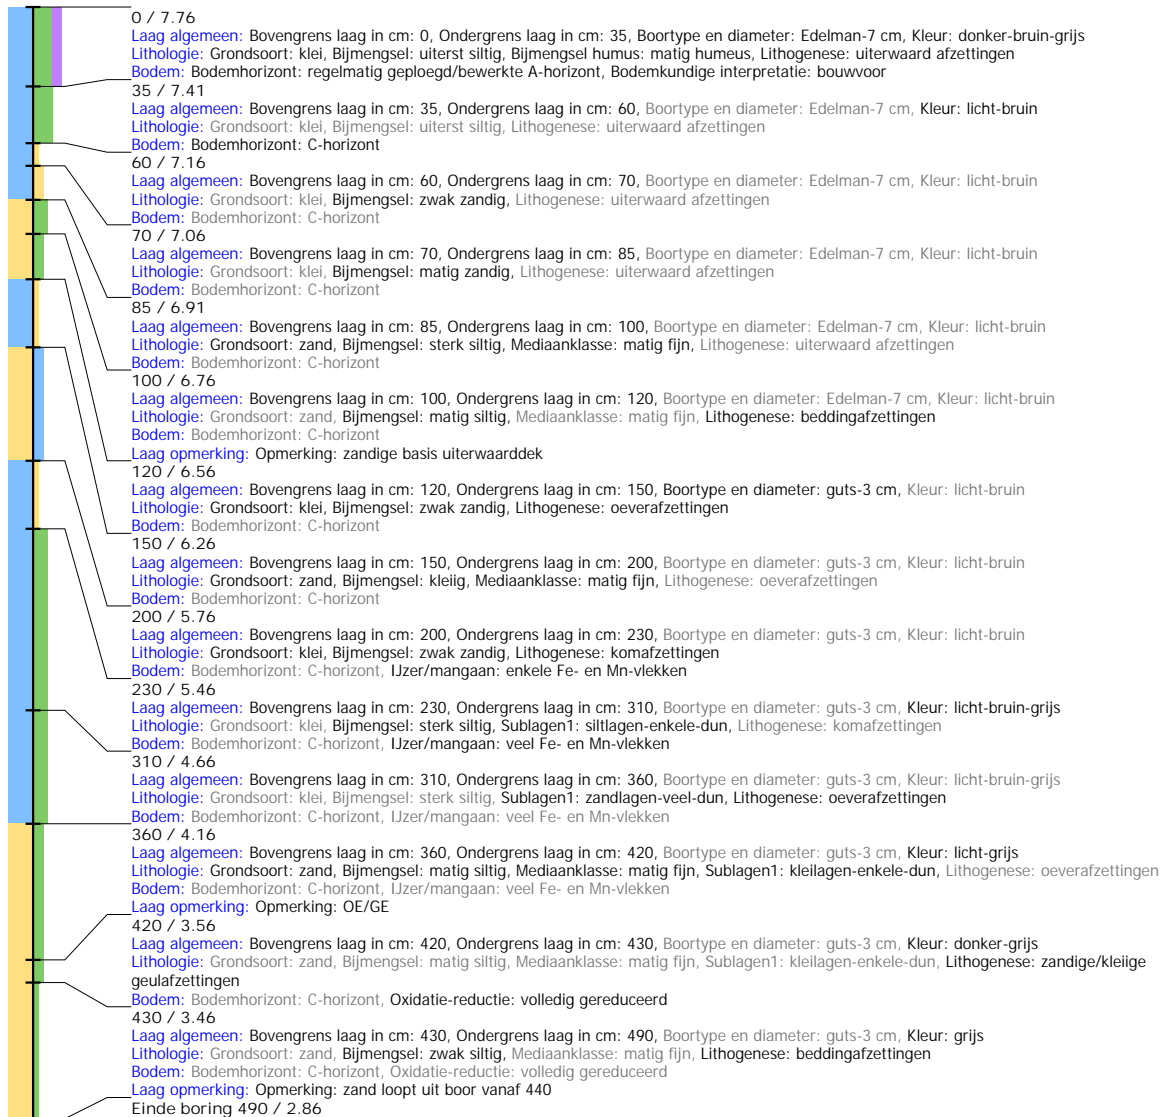 0 / 7.76
Laag algemeen: Bovengrens laag in cm: 0, Ondergrens laag in cm: 35, Boortype en diameter: Edelman-7 cm, Kleur: donker-bruin-grijs
Lithologie: Grondsoort: klei, Bijmengsel: uiterst siltig, Bijmengsel humus: matig humeus, Lithogenese: uiterwaard afzettingen
Bodem: Bodemhorizont: regelmatig geploegd/bewerkte A-horizont, Bodemkundige interpretatie: bouwvoor
35 / 7.41
Laag algemeen: Bovengrens laag in cm: 35, Ondergrens laag in cm: 60, Boortype en diameter: Edelman-7 cm, Kleur: licht-bruin
Lithologie: Grondsoort: klei, Bijmengsel: uiterst siltig, Lithogenese: uiterwaard afzettingen
Bodem: Bodemhorizont: C-horizont
60 / 7.16
Laag algemeen: Bovengrens laag in cm: 60, Ondergrens laag in cm: 70, Boortype en diameter: Edelman-7 cm, Kleur: licht-bruin
Lithologie: Grondsoort: klei, Bijmengsel: zwak zandig, Lithogenese: uiterwaard afzettingen
Bodem: Bodemhorizont: C-horizont
70 / 7.06
Laag algemeen: Bovengrens laag in cm: 70, Ondergrens laag in cm: 85, Boortype en diameter: Edelman-7 cm, Kleur: licht-bruin
Lithologie: Grondsoort: klei, Bijmengsel: matig zandig, Lithogenese: uiterwaard afzettingen
Bodem: Bodemhorizont: C-horizont
85 / 6.91
Laag algemeen: Bovengrens laag in cm: 85, Ondergrens laag in cm: 100, Boortype en diameter: Edelman-7 cm, Kleur: licht-bruin
Lithologie: Grondsoort: zand, Bijmengsel: sterk siltig, Mediaanklasse: matig fijn, Lithogenese: uiterwaard afzettingen
Bodem: Bodemhorizont: C-horizont
100 / 6.76
Laag algemeen: Bovengrens laag in cm: 100, Ondergrens laag in cm: 120, Boortype en diameter: Edelman-7 cm, Kleur: licht-bruin
Lithologie: Grondsoort: zand, Bijmengsel: matig siltig, Mediaanklasse: matig fijn, Lithogenese: beddingafzettingen
Bodem: Bodemhorizont: C-horizont
Laag opmerking: Opmerking: zandige basis uiterwaarddek
120 / 6.56
Laag algemeen: Bovengrens laag in cm: 120, Ondergrens laag in cm: 150, Boortype en diameter: guts-3 cm, Kleur: licht-bruin
Lithologie: Grondsoort: klei, Bijmengsel: zwak zandig, Lithogenese: oeverafzettingen
Bodem: Bodemhorizont: C-horizont
150 / 6.26
Laag algemeen: Bovengrens laag in cm: 150, Ondergrens laag in cm: 200, Boortype en diameter: guts-3 cm, Kleur: licht-bruin
Lithologie: Grondsoort: zand, Bijmengsel: kleiig, Mediaanklasse: matig fijn, Lithogenese: oeverafzettingen
Bodem: Bodemhorizont: C-horizont
200 / 5.76
Laag algemeen: Bovengrens laag in cm: 200, Ondergrens laag in cm: 230, Boortype en diameter: guts-3 cm, Kleur: licht-bruin
Lithologie: Grondsoort: klei, Bijmengsel: zwak zandig, Lithogenese: komafzettingen
Bodem: Bodemhorizont: C-horizont, IJzer/mangaan: enkele Fe- en Mn-vlekken
230 / 5.46
Laag algemeen: Bovengrens laag in cm: 230, Ondergrens laag in cm: 310, Boortype en diameter: guts-3 cm, Kleur: licht-bruin-grijs
Lithologie: Grondsoort: klei, Bijmengsel: sterk siltig, Sublagen1: siltlagen-enkele-dun, Lithogenese: komafzettingen
Bodem: Bodemhorizont: C-horizont, IJzer/mangaan: veel Fe- en Mn-vlekken
310 / 4.66
Laag algemeen: Bovengrens laag in cm: 310, Ondergrens laag in cm: 360, Boortype en diameter: guts-3 cm, Kleur: licht-bruin-grijs
Lithologie: Grondsoort: klei, Bijmengsel: sterk siltig, Sublagen1: zandlagen-veel-dun, Lithogenese: oeverafzettingen
Bodem: Bodemhorizont: C-horizont, IJzer/mangaan: veel Fe- en Mn-vlekken
360 / 4.16
Laag algemeen: Bovengrens laag in cm: 360, Ondergrens laag in cm: 420, Boortype en diameter: guts-3 cm, Kleur: licht-grijs
Lithologie: Grondsoort: zand, Bijmengsel: matig siltig, Mediaanklasse: matig fijn, Sublagen1: kleilagen-enkele-dun, Lithogenese: oeverafzettingen
Bodem: Bodemhorizont: C-horizont, IJzer/mangaan: veel Fe- en Mn-vlekken
Laag opmerking: Opmerking: OE/GE
420 / 3.56
Laag algemeen: Bovengrens laag in cm: 420, Ondergrens laag in cm: 430, Boortype en diameter: guts-3 cm, Kleur: donker-grijs
Lithologie: Grondsoort: zand, Bijmengsel: matig siltig, Mediaanklasse: matig fijn, Sublagen1: kleilagen-enkele-dun, Lithogenese: zandige/kleiige
geulafzettingen
Bodem: Bodemhorizont: C-horizont, Oxidatie-reductie: volledig gereduceerd
430 / 3.46
Laag algemeen: Bovengrens laag in cm: 430, Ondergrens laag in cm: 490, Boortype en diameter: guts-3 cm, Kleur: grijs
Lithologie: Grondsoort: zand, Bijmengsel: zwak siltig, Mediaanklasse: matig fijn, Lithogenese: beddingafzettingen
Bodem: Bodemhorizont: C-horizont, Oxidatie-reductie: volledig gereduceerd
Laag opmerking: Opmerking: zand loopt uit boor vanaf 440
Einde boring 490 / 2.86